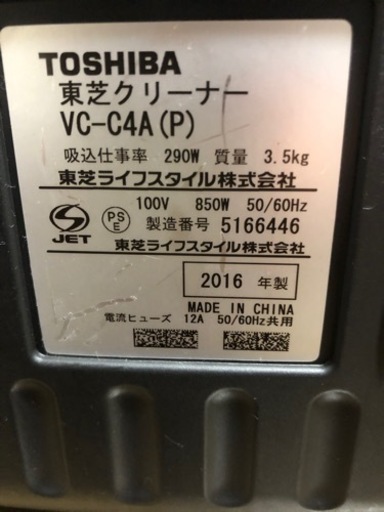 TOSHIBA
東芝クリーナー
VC-C4A(P)
吸込仕事率 290W 質量 3.5kg
東芝ライフスタイル株式会社
100V 850W 50/60Hz
JET
PS
E
製造番号 5166446
東芝ライフスタイル株式会社
2016 年製
MADE IN CHINA
電流ヒューズ 12A 50/60Hz共用